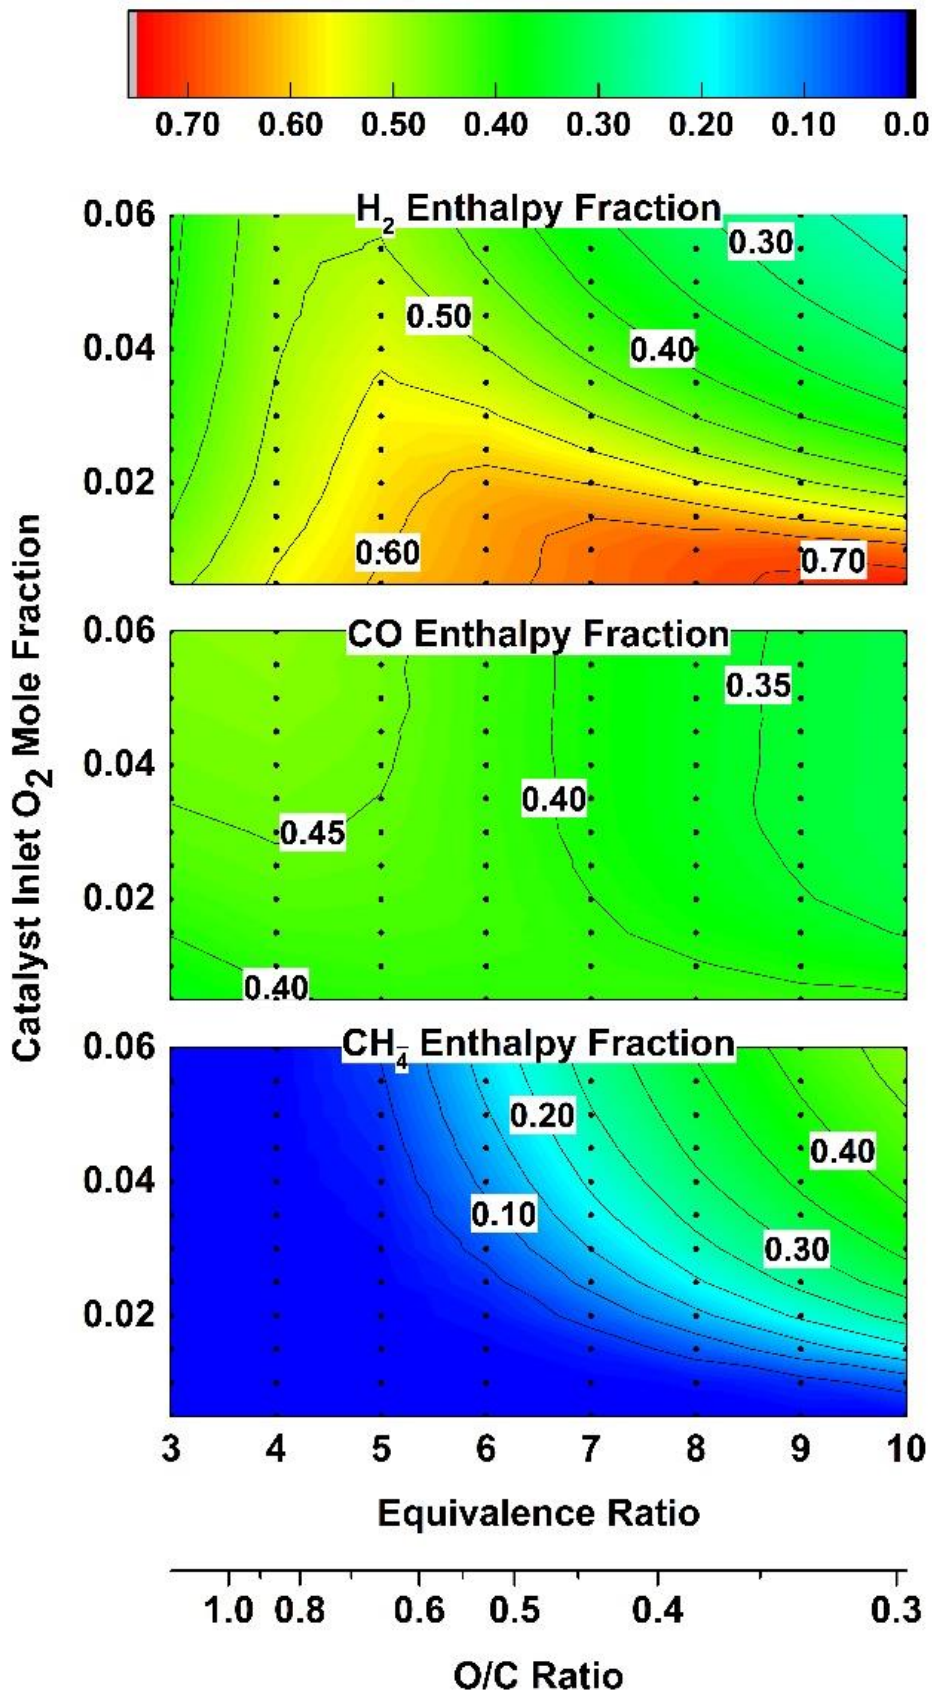 0.70 0.60 0.50 0.40 0.30 0.20 0.10 0.0
H2 Enthalpy Fraction
0.06
0.30
0.50
0.04
0.40
0.02
0.60
0.70
CO Enthalpy Fraction
0.06
0.35
0.04
0.40
0.45
0.02
0.40
CH4 Enthalpy Fraction
0.06
0.20
0.40
0.04
0.10
0.30
0.02
Catalyst Inlet O2 Mole Fraction
3 4 5 6 7 8 9 10
Equivalence Ratio
1.0 0.8 0.6 0.5 0.4 0.3
O/C Ratio